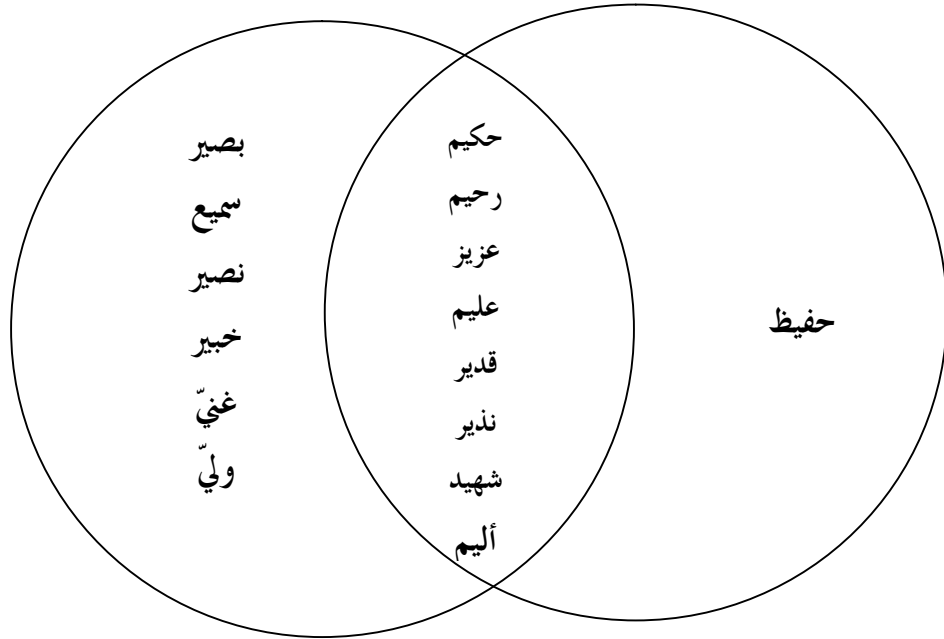 بصير
سميع
نصير
خبير
غنيّ
وليّ
حكيم
رحيم
عزيز
عليم
قدير
نذير
شهيد
أليم
حفيظ